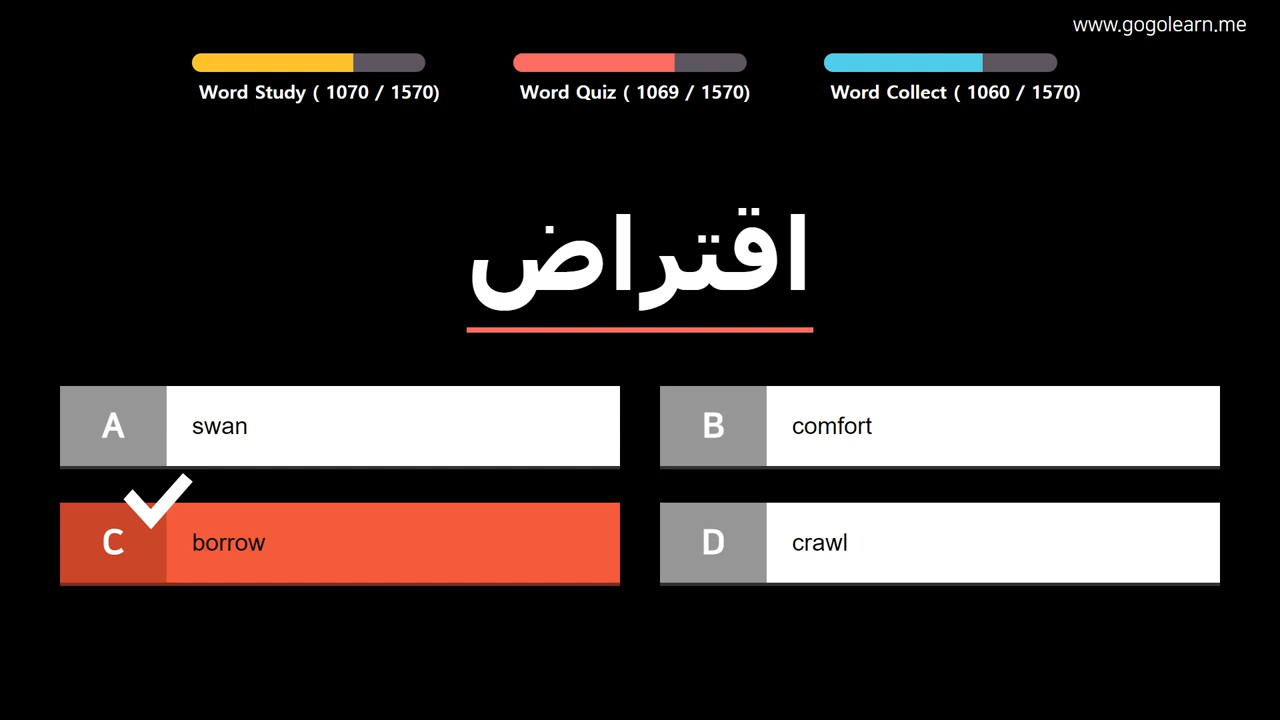 www.gogolearn.me
Word Study ( 1070 / 1570)
Word Quiz ( 1069 / 1570)
Word Collect ( 1060 / 1570)
اقتراض
A swan
B comfort
C borrow
D crawl